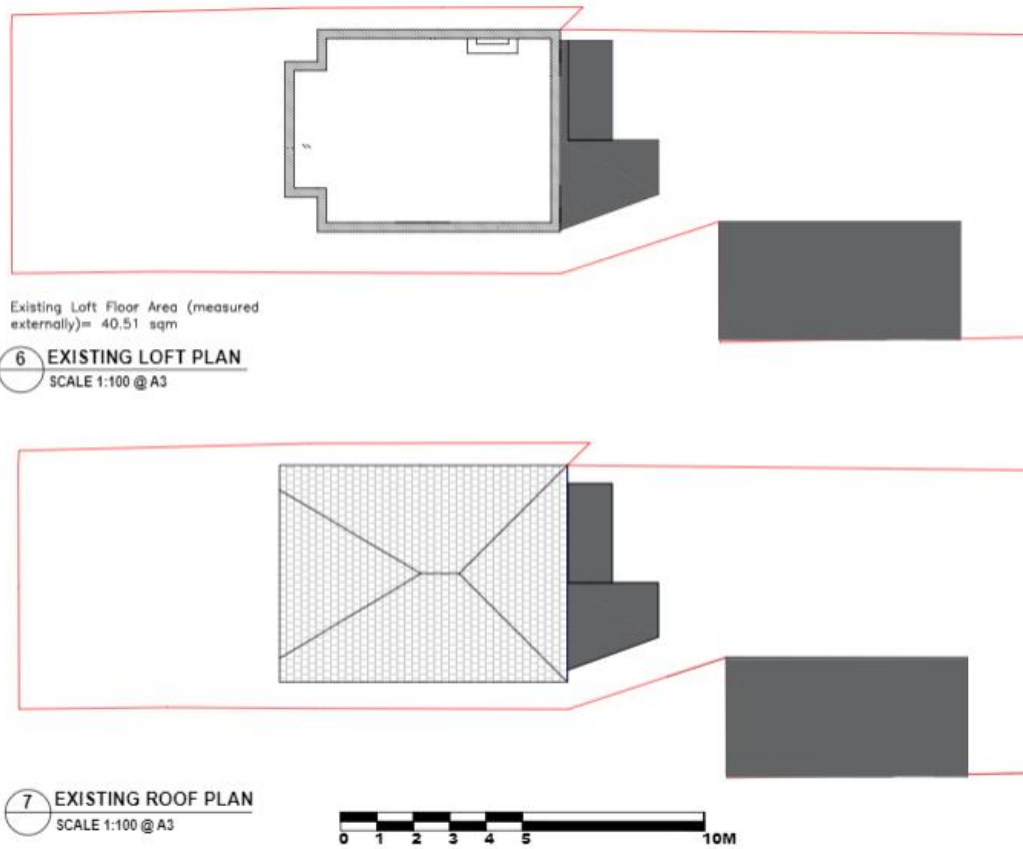 Existing Loft Floor Area (measured
externally)= 40.51 sqm
6 EXISTING LOFT PLAN
SCALE 1:100 @ A3
7 EXISTING ROOF PLAN
SCALE 1:100 @ A3
0 1 2 3 4 5 10M